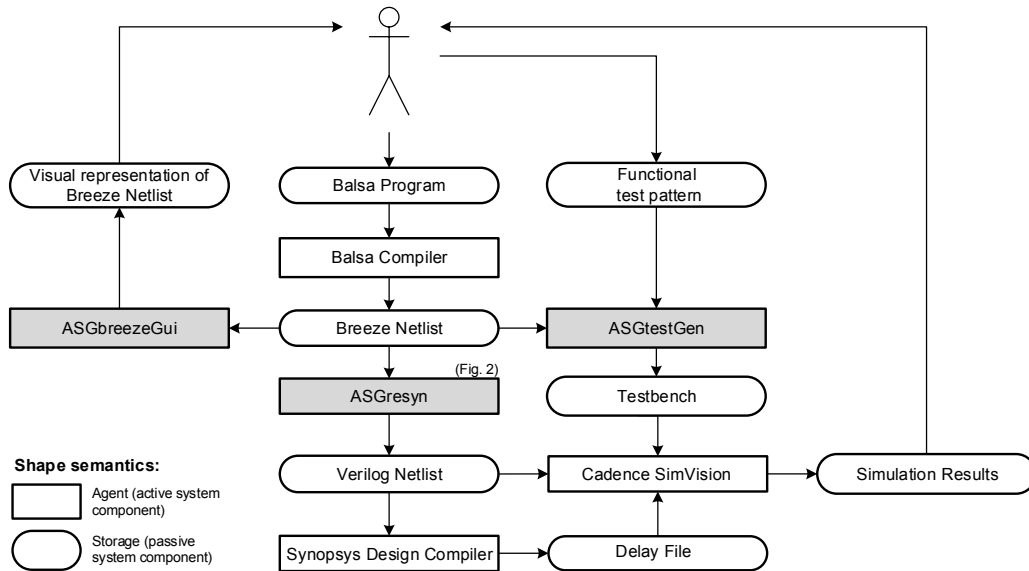 Visual representation of
Breeze Netlist
Balsa Program
Functional
test pattern
Balsa Compiler
ASGbreezeGui
Breeze Netlist
ASGtestGen
(Fig. 2)
ASGresyn
Testbench
Shape semantics:
Agent (active system
component)
Storage (passive
system component)
Verilog Netlist
Cadence SimVision
Simulation Results
Synopsys Design Compiler
Delay File